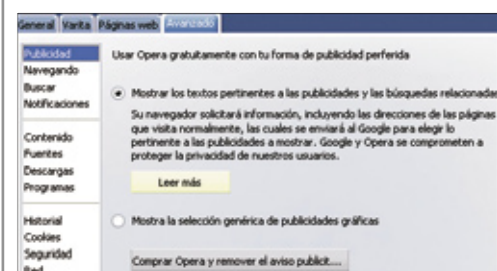 General Varita Páginas web Avanzado
Publicidad
Navegando
Buscar
Notificaciones
Contenido
Fuentes
Descargas
Programas
Historial
Cookies
Seguridad
Red
Usar Opera gratuitamente con tu forma de publicidad perferida
Mostrar los textos pertinentes a las publicidades y las búsquedas relacionadas
Su navegador solicitará información, incluyendo las direcciones de las páginas
que visita normalmente, las cuales se enviará al Google para elegir lo
pertinente a las publicidades a mostrar. Google y Opera se comprometen a
proteger la privacidad de nuestros usuarios.
Leer más
Mostra la selección genérica de publicidades gráficas
Comprar Opera y remover el aviso publicit....